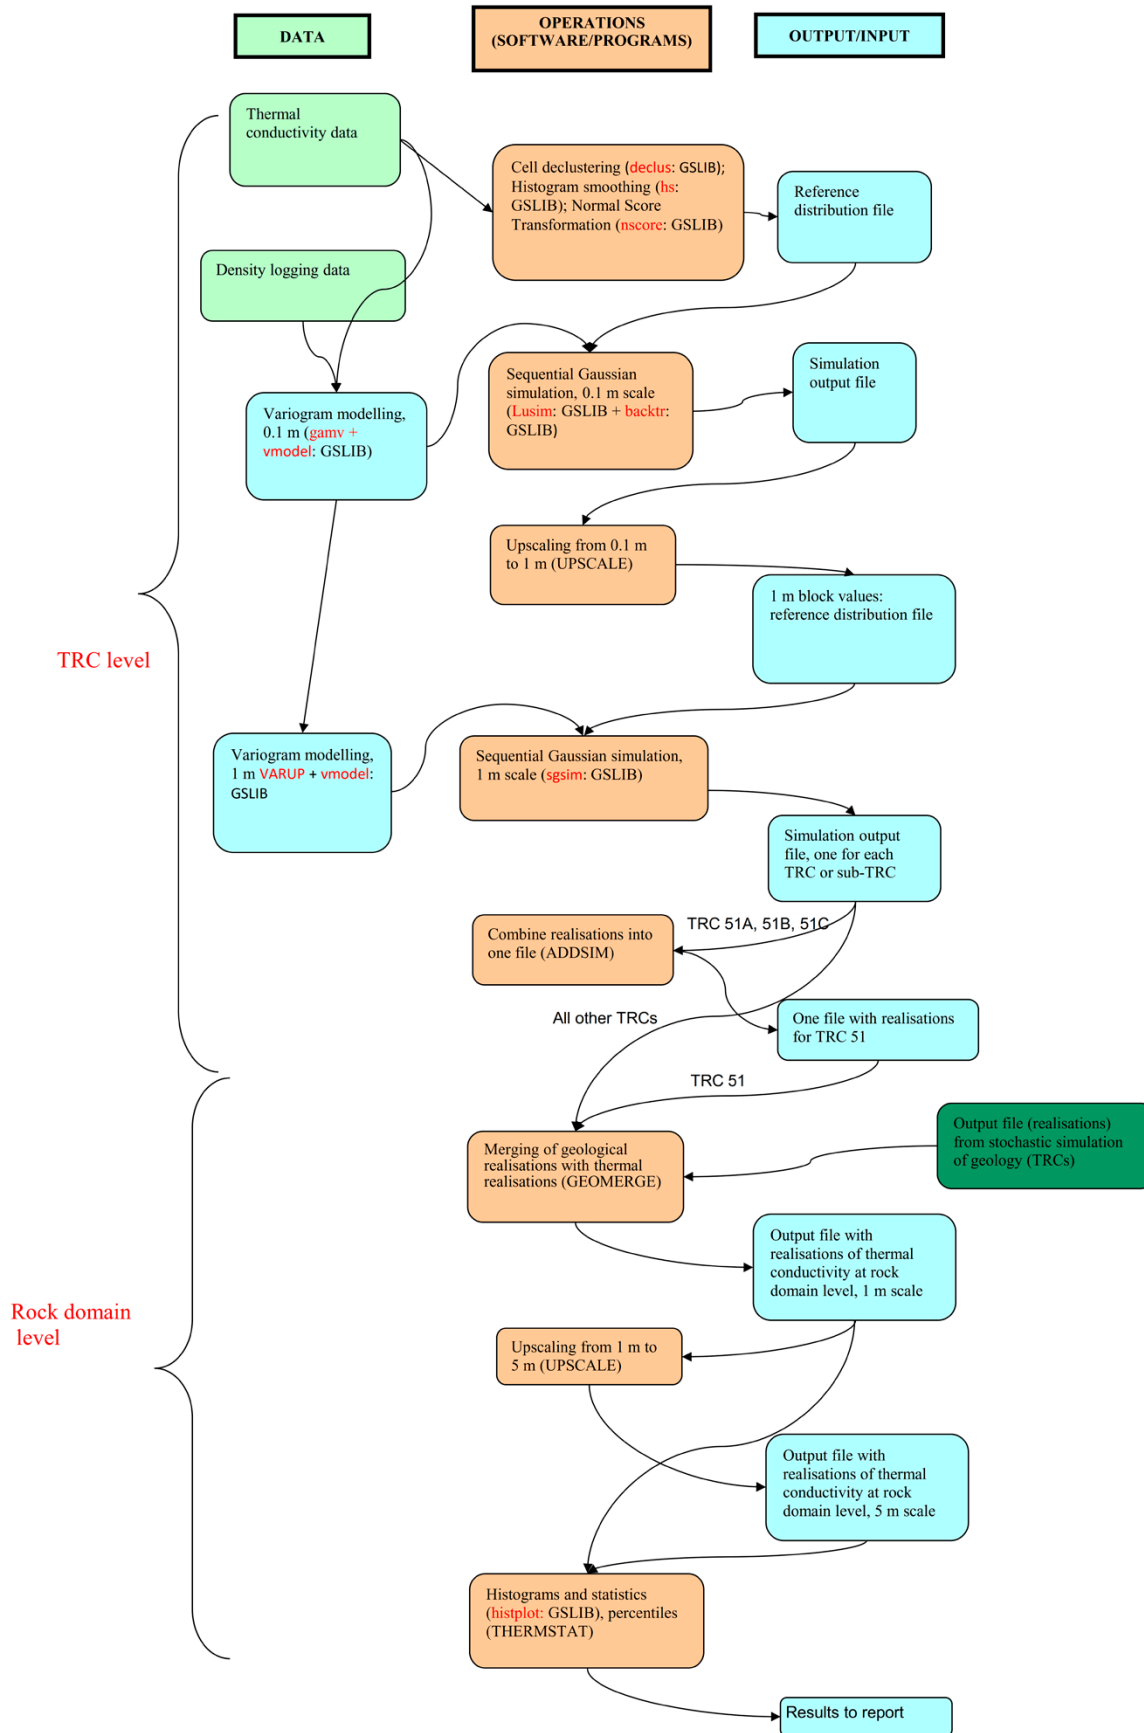 DATA
OPERATIONS
(SOFTWARE/PROGRAMS)
OUTPUT/INPUT
Thermal
conductivity data
Cell declustering (declus: GSLIB);
Histogram smoothing (hs:
GSLIB); Normal Score
Transformation (nscore: GSLIB)
Reference
distribution file
Density logging data
Sequential Gaussian
simulation, 0.1 m scale
(Lusim: GSLIB + backtr:
GSLIB)
Simulation
output file
Variogram modelling,
0.1 m (gamv +
vmodel: GSLIB)
Upscaling from 0.1 m
to 1 m (UPSCALE)
1 m block values:
reference distribution file
TRC level
Variogram modelling,
1 m VARUP + vmodel:
GSLIB
Sequential Gaussian simulation,
1 m scale (sgsim: GSLIB)
Simulation output
file, one for each
TRC or sub-TRC
TRC 51A, 51B, 51C
Combine realisations into
one file (ADDSIM)
All other TRCs
One file with realisations
for TRC 51
TRC 51
Output file (realisations)
from stochastic simulation
of geology (TRCs)
Merging of geological
realisations with thermal
realisations (GEOMERGE)
Output file with
realisations of thermal
conductivity at rock
domain level, 1 m scale
Rock domain
level
Upscaling from 1 m to
5 m (UPSCALE)
Output file with
realisations of thermal
conductivity at rock
domain level, 5 m scale
Histograms and statistics
(histplot: GSLIB), percentiles
(THERMSTAT)
Results to report